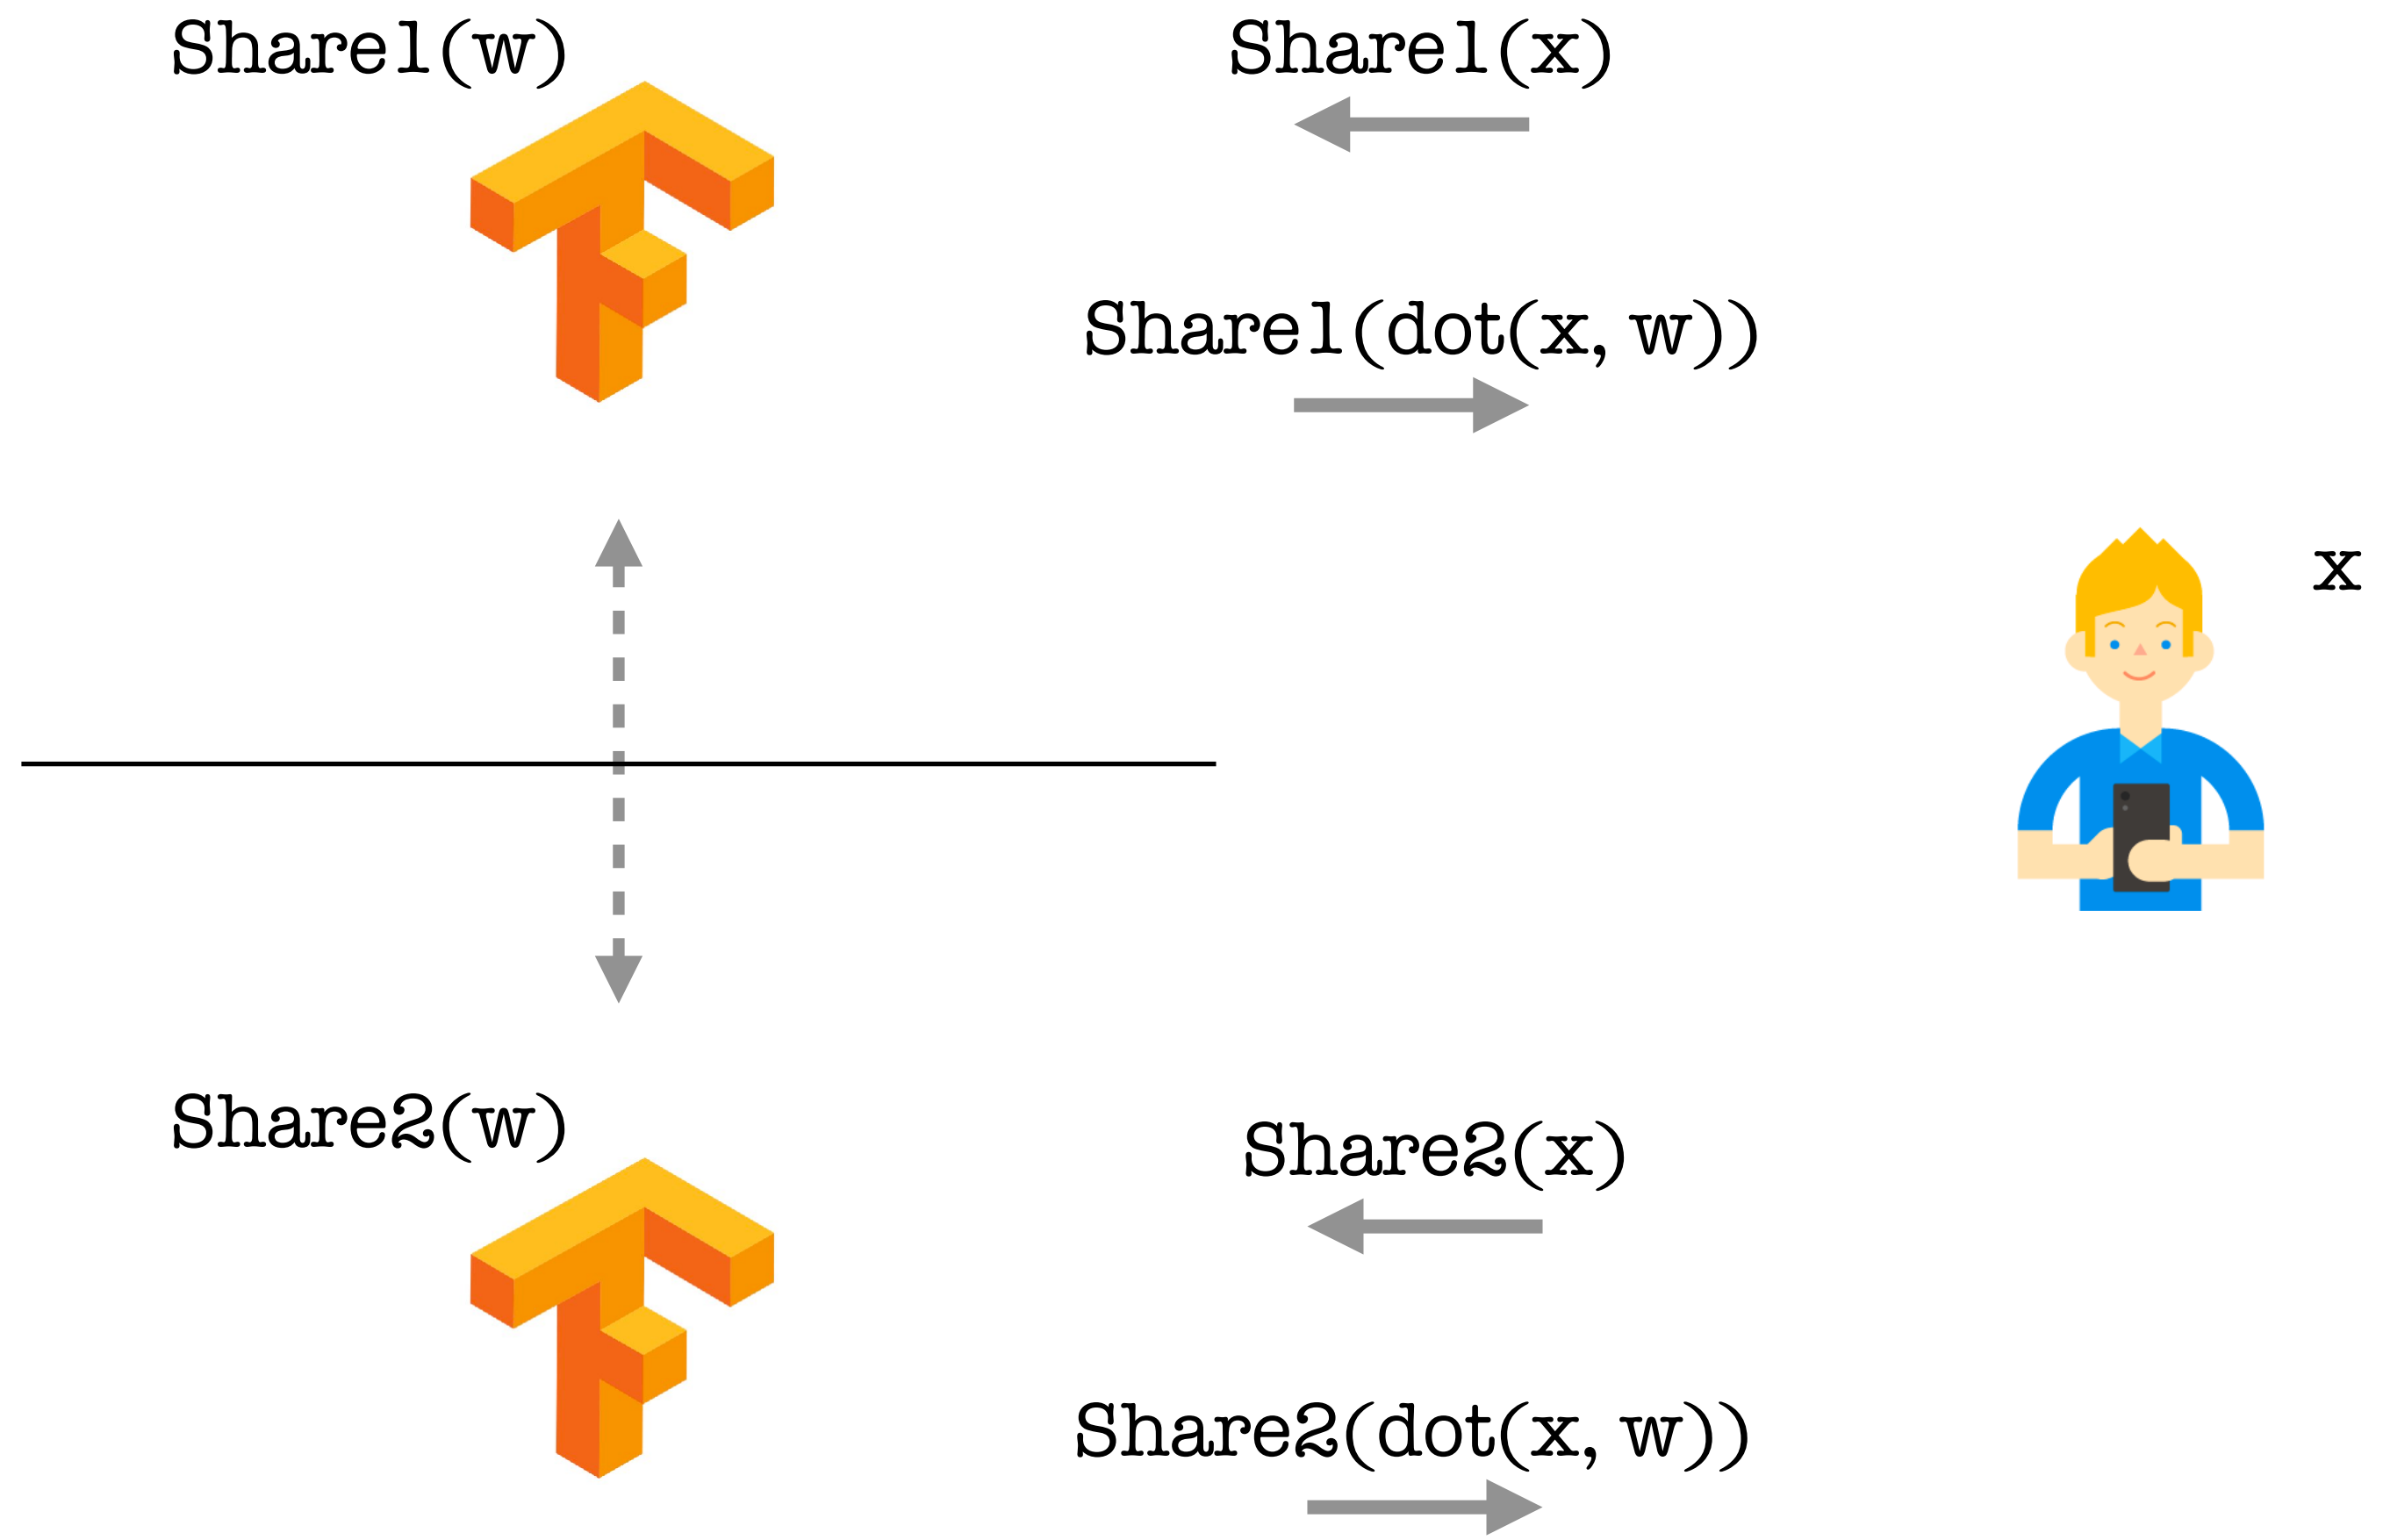 Share1(w)
Share1(x)
Share1(dot(x, w))
x
Share2(w)
Share2(x)
Share2(dot(x, w))